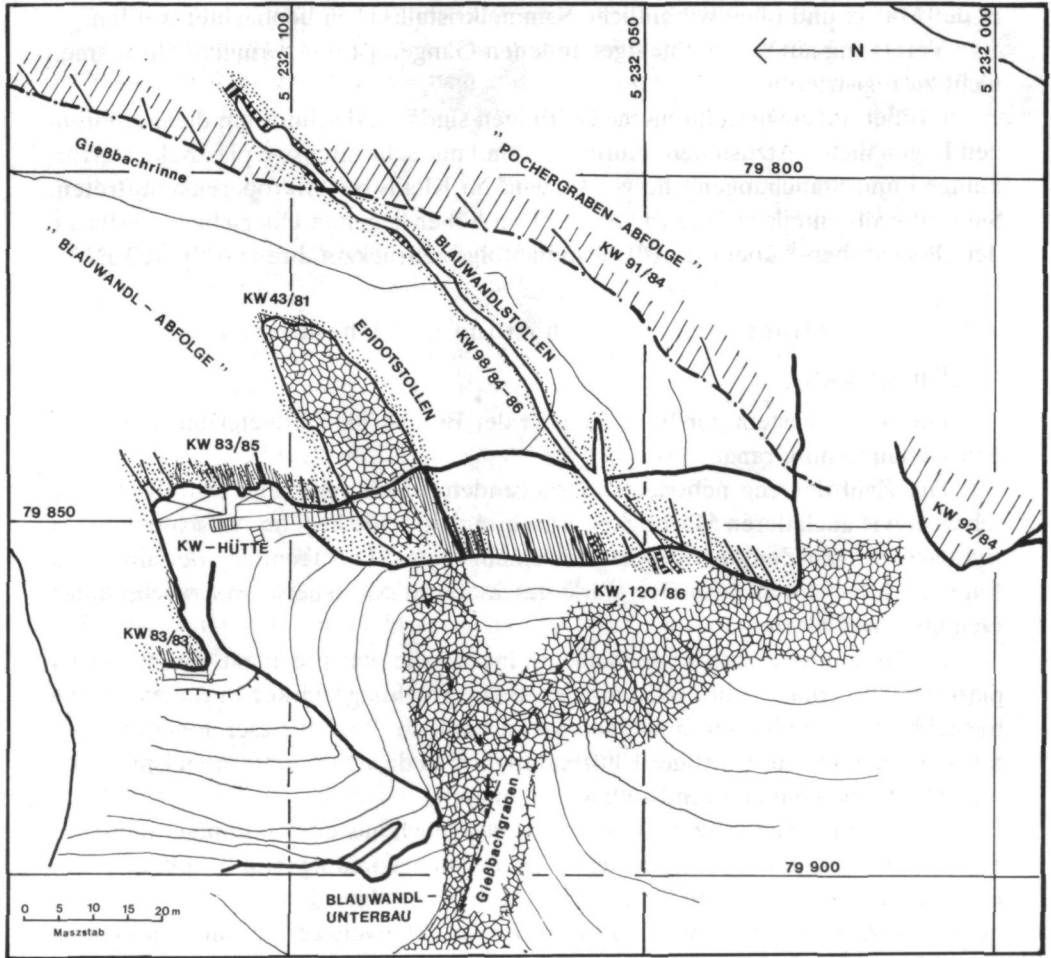 5 232 100
5 232 050
5 232 000
N
79 800
Gießbachrinne
"POCHERGRABEN-ABFOLGE"
KW 91/84
"BLAUWANDL - ABFOLGE"
KW 43/81
EPIDOTSTOLLEN
BLAUWANDLSTOLLEN
KW 98/84-86
KW 83/85
79 850
KW-HÜTTE
KW 92/84
KW 120/86
KW 83/83
Gießbachgraben
79 900
BLAUWANDL-
UNTERBAU
0 5 10 15 20m
Maszstab